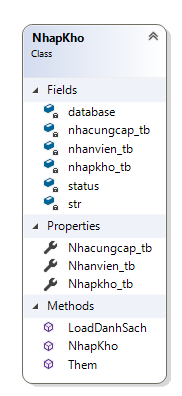 NhapKho
Class
Fields
database
nhacungcap_tb
nhanvien_tb
nhapkho_tb
status
str
Properties
Nhacungcap_tb
Nhanvien_tb
Nhapkho_tb
Methods
LoadDanhSach
NhapKho
Them